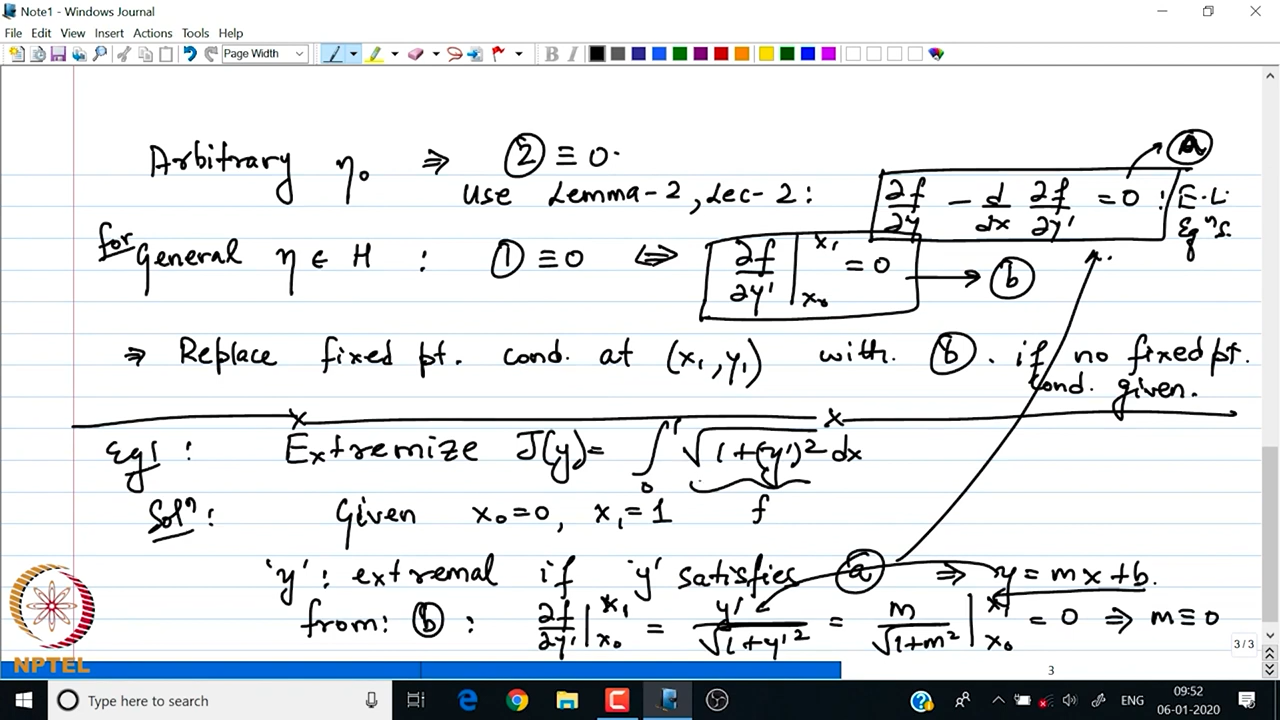 Note1 - Windows Journal
File Edit View Insert Actions Tools Help
Page Width
B I
Arbitrary η₀ ⇒ ② ≡ 0.
Use Lemma-2, Lec-2: ∂f/∂y - d/dx ∂f/∂y' = 0 : E.L. Eqⁿs. → ⓐ
for General η ∈ H : ① ≡ 0 ⟺ ∂f/∂y' |_{x₀}^{x₁} = 0 → ⓑ
⇒ Replace fixed pt. cond. at (x₁, y₁) with ⓑ. if no fixed pt. cond. given.
Eg1 : Extremize J(y) = ∫₀¹ √(1+(y')²) dx
Solⁿ : Given x₀=0, x₁=1 f
'y' : extremal if 'y' satisfies ⓐ ⇒ y = mx+b.
from: ⓑ : ∂f/∂y' |_{x₀}^{x₁} = y'/√(1+y'²) = m/√(1+m²) |_{x₀}^{x₁} = 0 ⇒ m ≡ 0
NPTEL
3/3
3
Type here to search
ENG
09:52
06-01-2020